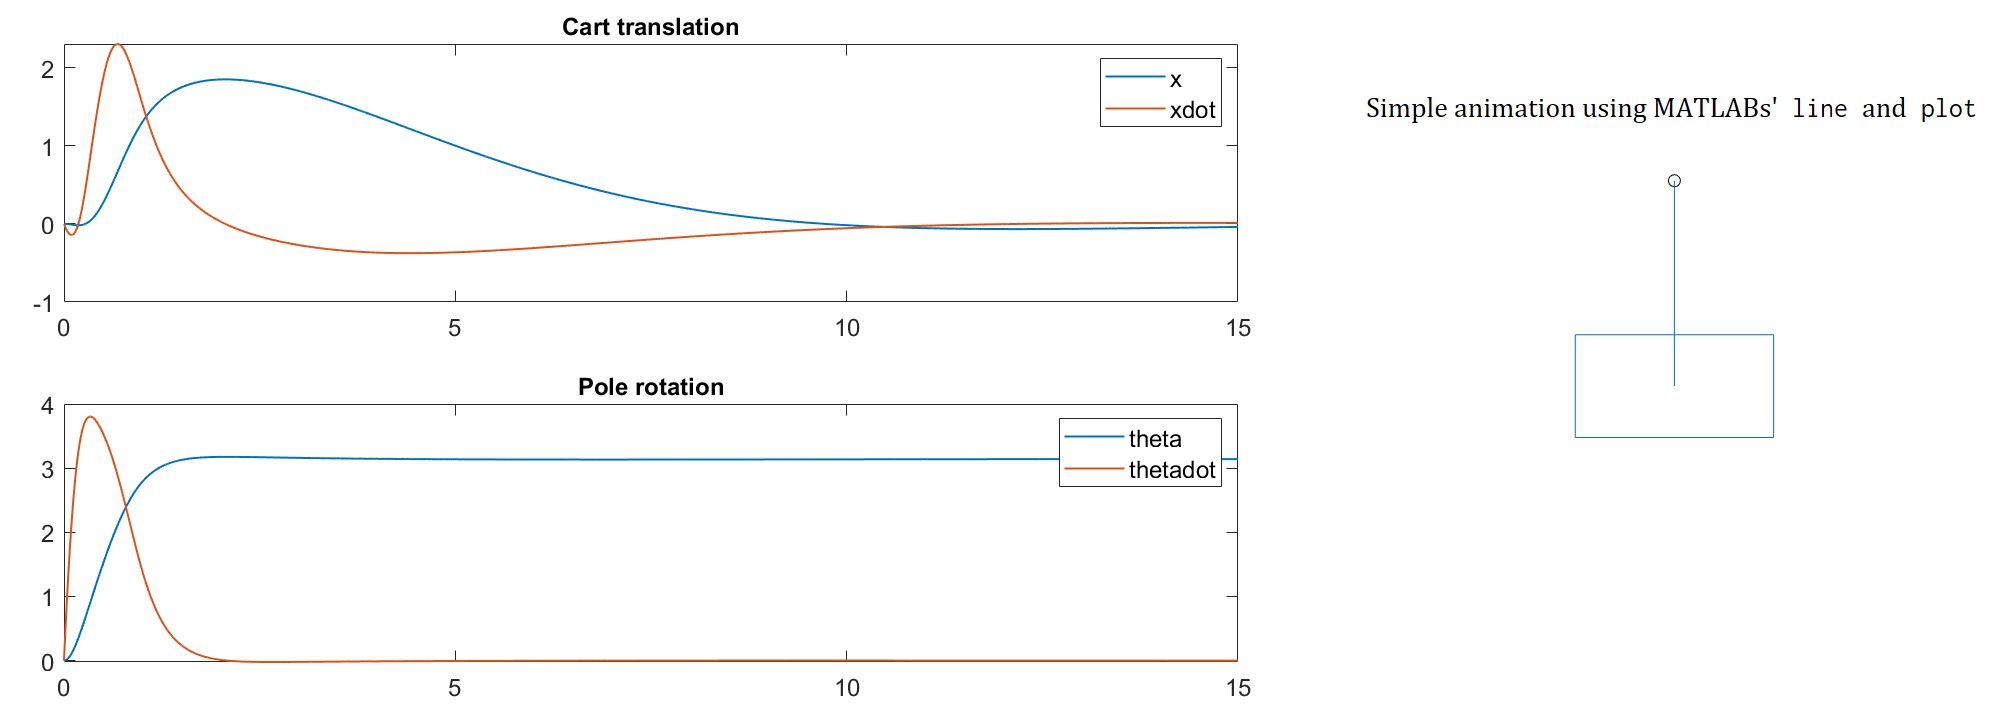 Cart translation
2
1
0
-1
0 5 10 15
x
xdot
Pole rotation
4
3
2
1
0
0 5 10 15
theta
thetadot
Simple animation using MATLABs' line and plot